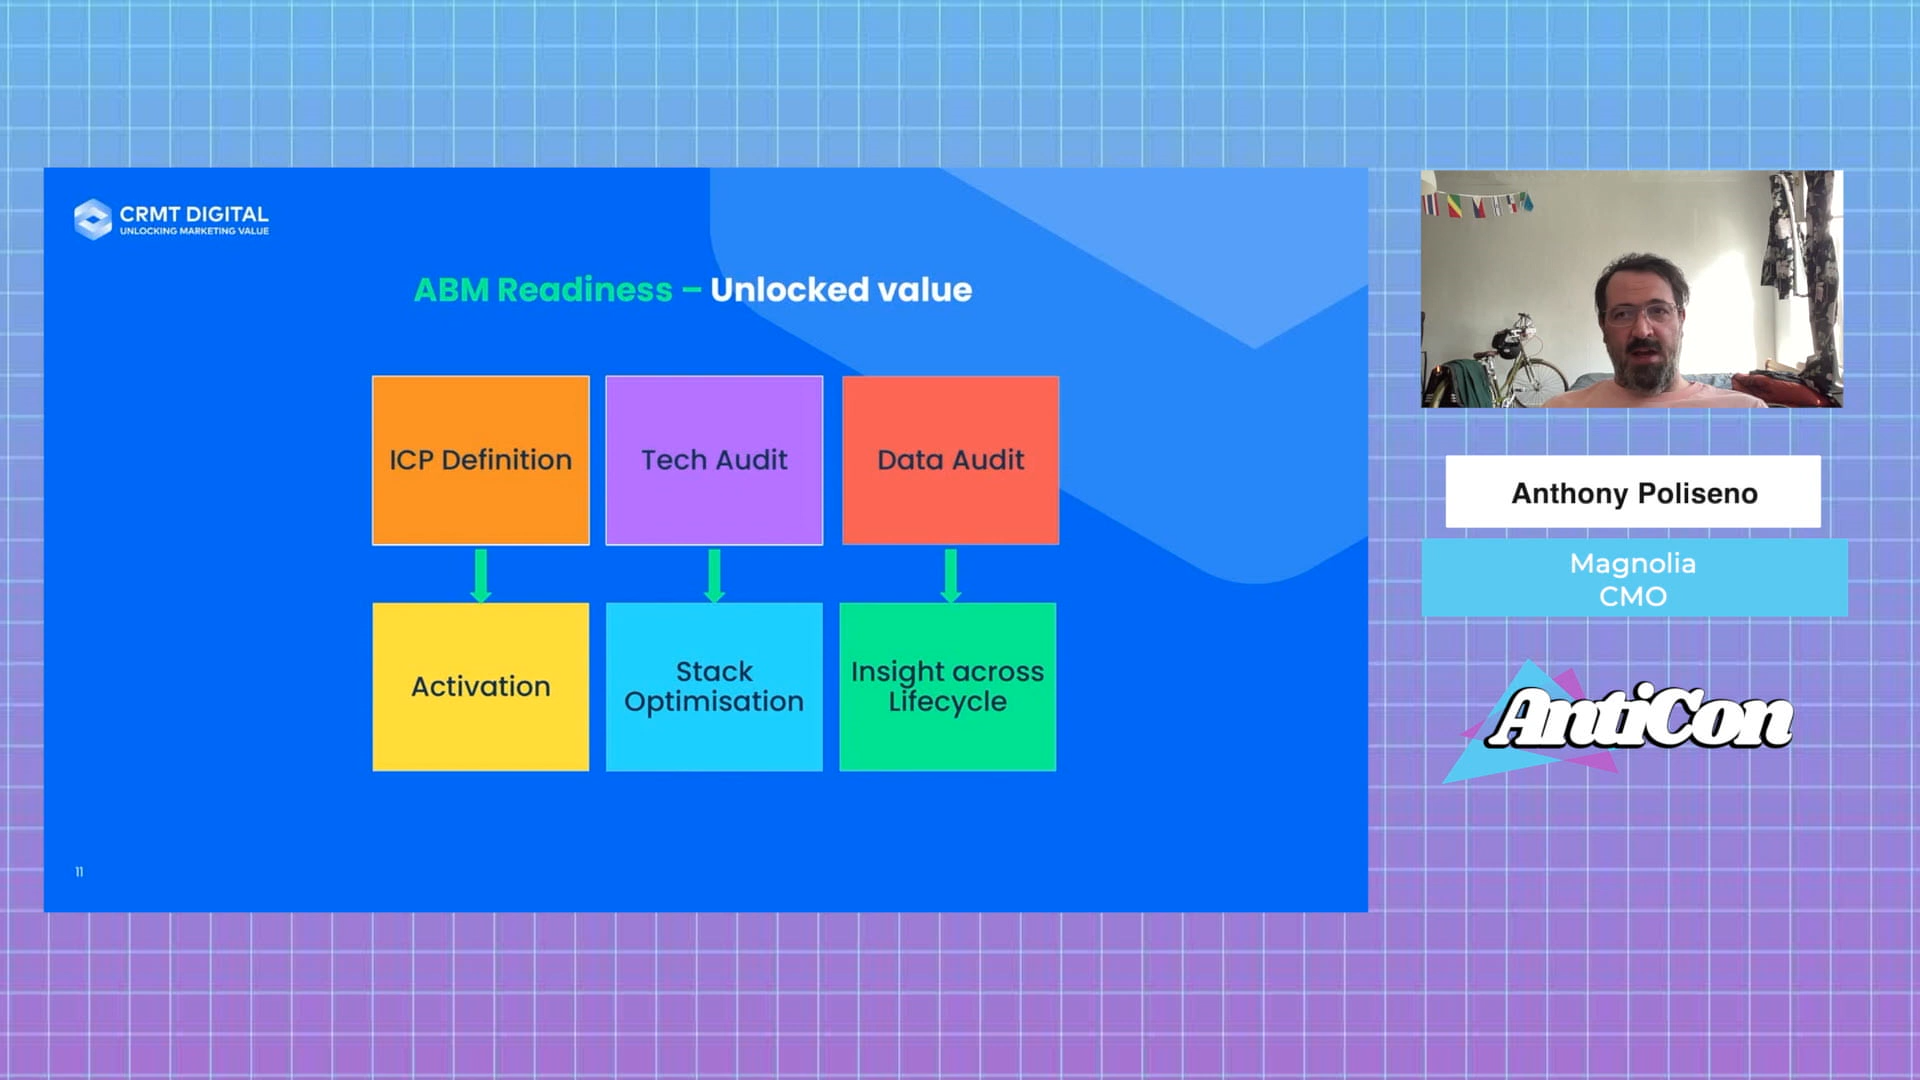 CRMT DIGITAL
UNLOCKING MARKETING VALUE
ABM Readiness – Unlocked value
ICP Definition
Tech Audit
Data Audit
Activation
Stack
Optimisation
Insight across
Lifecycle
11
Anthony Poliseno
Magnolia
CMO
AntiCon